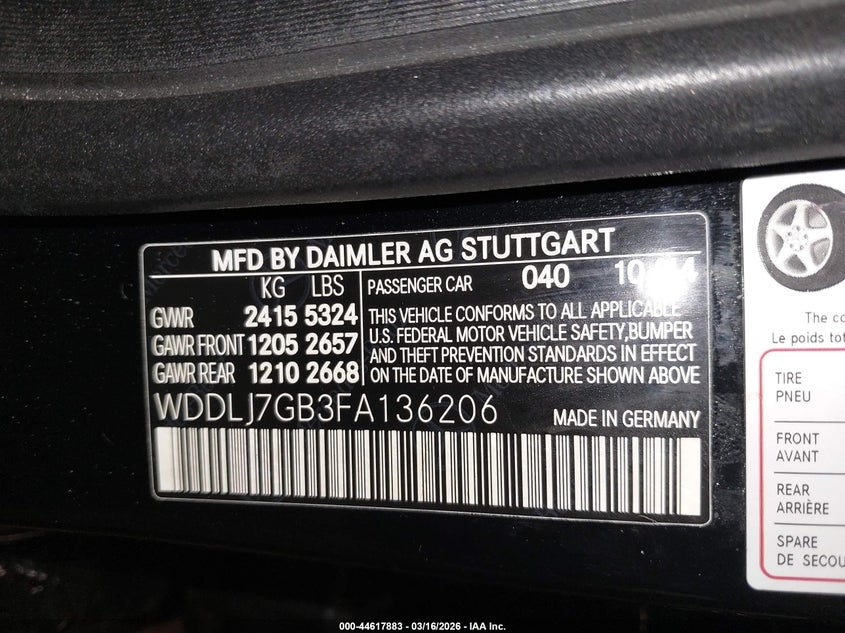 MFD BY DAIMLER AG STUTTGART
KG LBS
GWR 2415 5324
GAWR FRONT 1205 2657
GAWR REAR 1210 2668
PASSENGER CAR 040
THIS VEHICLE CONFORMS TO ALL APPLICABLE
U.S. FEDERAL MOTOR VEHICLE SAFETY,BUMPER
AND THEFT PREVENTION STANDARDS IN EFFECT
ON THE DATE OF MANUFACTURE SHOWN ABOVE
WDDLJ7GB3FA136206
MADE IN GERMANY
The co
Le poids tot
TIRE
PNEU
FRONT
AVANT
REAR
ARRIÈRE
SPARE
DE SECOU
000-44617883 - 03/16/2026 - IAA Inc.